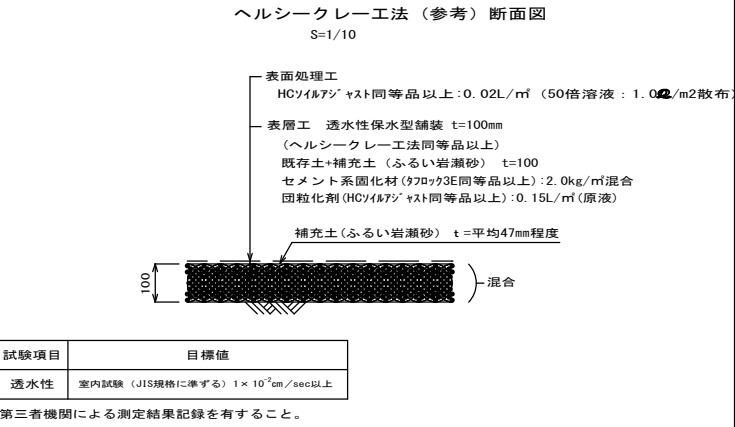 ヘルシークレー工法（参考）断面図
S=1/10
表面処理工
HCｿｲﾙｱｼﾞｬｽﾄ同等品以上:0.02L/㎡（50倍溶液：1.0ℓ/m2散布）
表層工　透水性保水型舗装 t=100mm
（ヘルシークレー工法同等品以上）
既存土+補充土（ふるい岩瀬砂） t=100
セメント系固化材(ﾀﾌﾛｯｸ3E同等品以上):2.0kg/㎡混合
団粒化剤(HCｿｲﾙｱｼﾞｬｽﾄ同等品以上):0.15L/㎡(原液)
補充土(ふるい岩瀬砂) t=平均47mm程度
100
混合
試験項目 目標値
透水性 室内試験（JIS規格に準ずる）1×10⁻²cm／sec以上
第三者機関による測定結果記録を有すること。